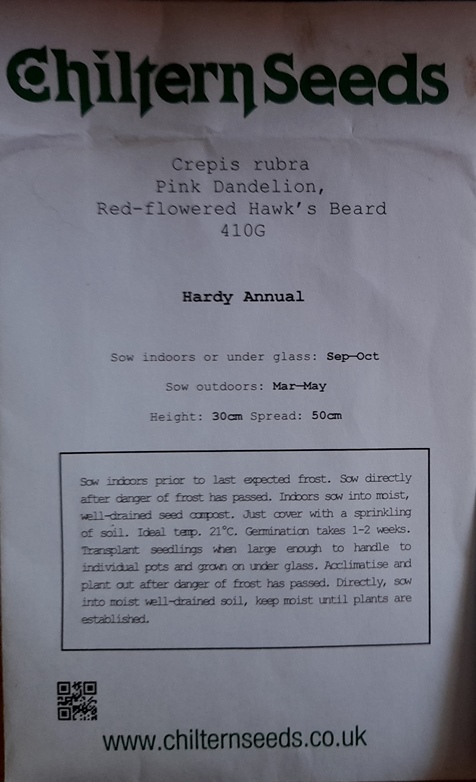 Chiltern Seeds
Crepis rubra
Pink Dandelion,
Red-flowered Hawk's Beard
410G
Hardy Annual
Sow indoors or under glass: Sep-Oct
Sow outdoors: Mar-May
Height: 30cm Spread: 50cm
Sow indoors prior to last expected frost. Sow directly
after danger of frost has passed. Indoors sow into moist,
well-drained seed compost. Just cover with a sprinkling
of soil. Ideal temp. 21°C. Germination takes 1-2 weeks.
Transplant seedlings when large enough to handle to
individual pots and grown on under glass. Acclimatise and
plant out after danger of frost has passed. Directly, sow
into moist well-drained soil, keep moist until plants are
established.
www.chilternseeds.co.uk